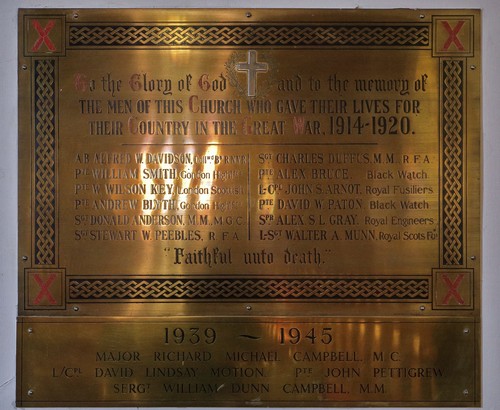 To the Glory of God and to the memory of
THE MEN OF THIS CHURCH WHO GAVE THEIR LIVES FOR
THEIR COUNTRY IN THE GREAT WAR, 1914-1920.
A.B. ALFRED W. DAVIDSON, R.N.V.R. SGT CHARLES DUFFUS, M.M. R.F.A.
PTE WILLIAM SMITH, Gordon PTE ALEX BRUCE, Black Watch
PTE W. WILSON KEY, London Scottish L-CPL JOHN S. ARNOT, Royal Fusiliers
PTE ANDREW BLYTH, Gordon PTE DAVID W. PATON, Black Watch
SGT DONALD ANDERSON, M.M. M.G.C. SPR ALEX S. L. GRAY, Royal Engineers
SGT STEWART W. PEEBLES, R.F.A. L-SGT WALTER A. MUNN, Royal Scots Fus
"Faithful unto death."
1939 ~ 1945
MAJOR RICHARD MICHAEL CAMPBELL, M.C.
L/CPL DAVID LINDSAY MOTION PTE JOHN PETTIGREW
SERGT WILLIAM DUNN CAMPBELL, M.M.